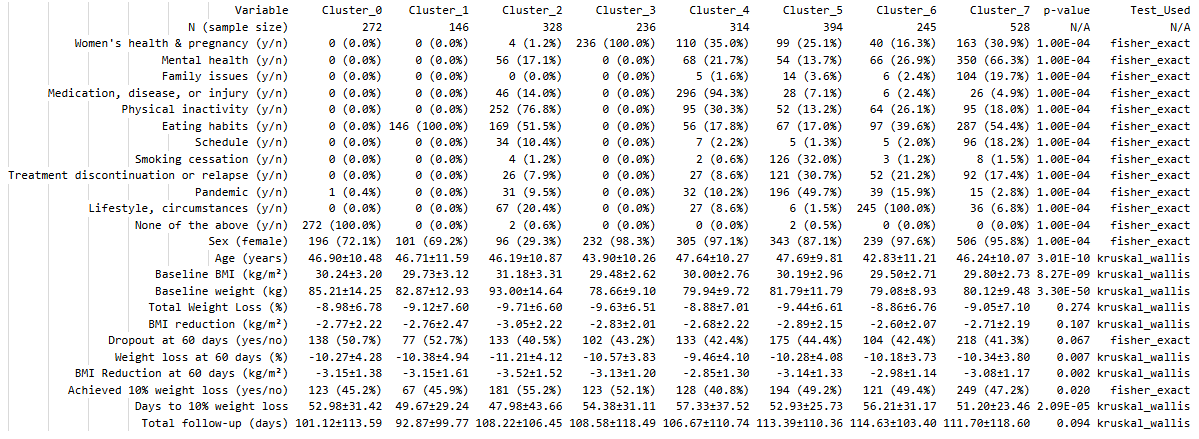 Variable Cluster_0 Cluster_1 Cluster_2 Cluster_3 Cluster_4 Cluster_5 Cluster_6 Cluster_7 p-value Test_Used
N (sample size) 272 146 328 236 314 394 245 528 N/A N/A
Women's health & pregnancy (y/n) 0 (0.0%) 0 (0.0%) 4 (1.2%) 236 (100.0%) 110 (35.0%) 99 (25.1%) 40 (16.3%) 163 (30.9%) 1.00E-04 fisher_exact
Mental health (y/n) 0 (0.0%) 0 (0.0%) 56 (17.1%) 0 (0.0%) 68 (21.7%) 54 (13.7%) 66 (26.9%) 350 (66.3%) 1.00E-04 fisher_exact
Family issues (y/n) 0 (0.0%) 0 (0.0%) 0 (0.0%) 0 (0.0%) 5 (1.6%) 14 (3.6%) 6 (2.4%) 104 (19.7%) 1.00E-04 fisher_exact
Medication, disease, or injury (y/n) 0 (0.0%) 0 (0.0%) 46 (14.0%) 0 (0.0%) 296 (94.3%) 28 (7.1%) 6 (2.4%) 26 (4.9%) 1.00E-04 fisher_exact
Physical inactivity (y/n) 0 (0.0%) 0 (0.0%) 252 (76.8%) 0 (0.0%) 95 (30.3%) 52 (13.2%) 64 (26.1%) 95 (18.0%) 1.00E-04 fisher_exact
Eating habits (y/n) 0 (0.0%) 146 (100.0%) 169 (51.5%) 0 (0.0%) 56 (17.8%) 67 (17.0%) 97 (39.6%) 287 (54.4%) 1.00E-04 fisher_exact
Schedule (y/n) 0 (0.0%) 0 (0.0%) 34 (10.4%) 0 (0.0%) 7 (2.2%) 5 (1.3%) 5 (2.0%) 96 (18.2%) 1.00E-04 fisher_exact
Smoking cessation (y/n) 0 (0.0%) 0 (0.0%) 4 (1.2%) 0 (0.0%) 2 (0.6%) 126 (32.0%) 3 (1.2%) 8 (1.5%) 1.00E-04 fisher_exact
Treatment discontinuation or relapse (y/n) 0 (0.0%) 0 (0.0%) 26 (7.9%) 0 (0.0%) 27 (8.6%) 121 (30.7%) 52 (21.2%) 92 (17.4%) 1.00E-04 fisher_exact
Pandemic (y/n) 1 (0.4%) 0 (0.0%) 31 (9.5%) 0 (0.0%) 32 (10.2%) 196 (49.7%) 39 (15.9%) 15 (2.8%) 1.00E-04 fisher_exact
Lifestyle, circumstances (y/n) 0 (0.0%) 0 (0.0%) 67 (20.4%) 0 (0.0%) 27 (8.6%) 6 (1.5%) 245 (100.0%) 36 (6.8%) 1.00E-04 fisher_exact
None of the above (y/n) 272 (100.0%) 0 (0.0%) 2 (0.6%) 0 (0.0%) 0 (0.0%) 2 (0.5%) 0 (0.0%) 0 (0.0%) 1.00E-04 fisher_exact
Sex (female) 196 (72.1%) 101 (69.2%) 96 (29.3%) 232 (98.3%) 305 (97.1%) 343 (87.1%) 239 (97.6%) 506 (95.8%) 1.00E-04 fisher_exact
Age (years) 46.90±10.48 46.71±11.59 46.19±10.87 43.90±10.26 47.64±10.27 47.69±9.81 42.83±11.21 46.24±10.07 3.01E-10 kruskal_wallis
Baseline BMI (kg/m²) 30.24±3.20 29.73±3.12 31.18±3.31 29.48±2.62 30.00±2.76 30.19±2.96 29.50±2.71 29.80±2.73 8.27E-09 kruskal_wallis
Baseline weight (kg) 85.21±14.25 82.87±12.93 93.00±14.64 78.66±9.10 79.94±9.72 81.79±11.79 79.08±8.93 80.12±9.48 3.30E-50 kruskal_wallis
Total Weight Loss (%) -8.98±6.78 -9.12±7.60 -9.71±6.60 -9.63±6.51 -8.88±7.01 -9.44±6.61 -8.86±6.76 -9.05±7.10 0.274 kruskal_wallis
BMI reduction (kg/m²) -2.77±2.22 -2.76±2.47 -3.05±2.22 -2.83±2.01 -2.68±2.22 -2.89±2.15 -2.60±2.07 -2.71±2.19 0.107 kruskal_wallis
Dropout at 60 days (yes/no) 138 (50.7%) 77 (52.7%) 133 (40.5%) 102 (43.2%) 133 (42.4%) 175 (44.4%) 104 (42.4%) 218 (41.3%) 0.067 fisher_exact
Weight loss at 60 days (%) -10.27±4.28 -10.38±4.94 -11.21±4.12 -10.57±3.83 -9.46±4.10 -10.28±4.08 -10.18±3.73 -10.34±3.80 0.007 kruskal_wallis
BMI Reduction at 60 days (kg/m²) -3.15±1.38 -3.15±1.61 -3.52±1.52 -3.13±1.20 -2.85±1.30 -3.14±1.33 -2.98±1.14 -3.08±1.17 0.002 kruskal_wallis
Achieved 10% weight loss (yes/no) 123 (45.2%) 67 (45.9%) 181 (55.2%) 123 (52.1%) 128 (40.8%) 194 (49.2%) 121 (49.4%) 249 (47.2%) 0.020 fisher_exact
Days to 10% weight loss 52.98±31.42 49.67±29.24 47.98±43.66 54.38±31.11 57.33±37.52 52.93±25.73 56.21±31.17 51.20±23.46 2.09E-05 kruskal_wallis
Total follow-up (days) 101.12±113.59 92.87±99.77 108.22±106.45 108.58±118.49 106.67±110.74 113.39±110.36 114.63±103.40 111.70±118.60 0.094 kruskal_wallis